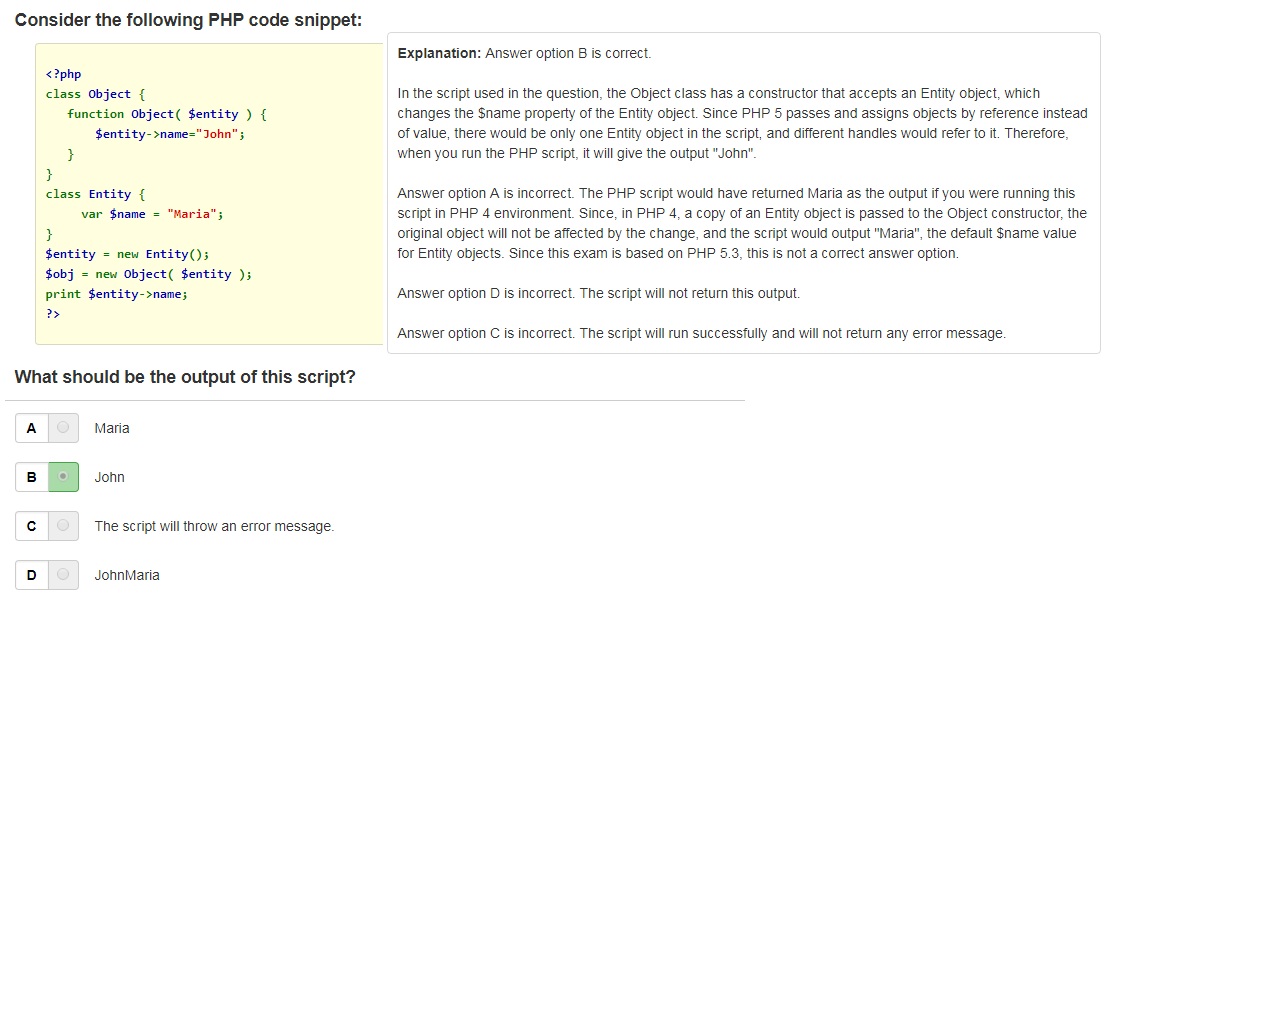 Consider the following PHP code snippet:
<?php
class Object {
function Object( $entity ) {
$entity->name="John";
}
}
class Entity {
var $name = "Maria";
}
$entity = new Entity();
$obj = new Object( $entity );
print $entity->name;
?>
Explanation: Answer option B is correct.
In the script used in the question, the Object class has a constructor that accepts an Entity object, which
changes the $name property of the Entity object. Since PHP 5 passes and assigns objects by reference instead
of value, there would be only one Entity object in the script, and different handles would refer to it. Therefore,
when you run the PHP script, it will give the output "John".
Answer option A is incorrect. The PHP script would have returned Maria as the output if you were running this
script in PHP 4 environment. Since, in PHP 4, a copy of an Entity object is passed to the Object constructor, the
original object will not be affected by the change, and the script would output "Maria", the default $name value
for Entity objects. Since this exam is based on PHP 5.3, this is not a correct answer option.
Answer option D is incorrect. The script will not return this output.
Answer option C is incorrect. The script will run successfully and will not return any error message.
What should be the output of this script?
A Maria
B John
C The script will throw an error message.
D JohnMaria